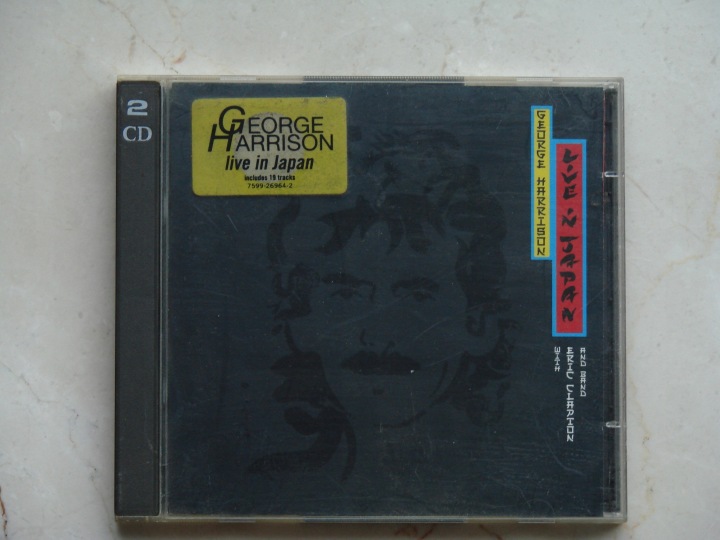 2
CD
GEORGE
HARRISON
live in Japan
includes 19 tracks
7599-26964-2
GEORGE HARRISON
LIVE IN JAPAN
WITH
ERIC CLAPTON
AND BAND